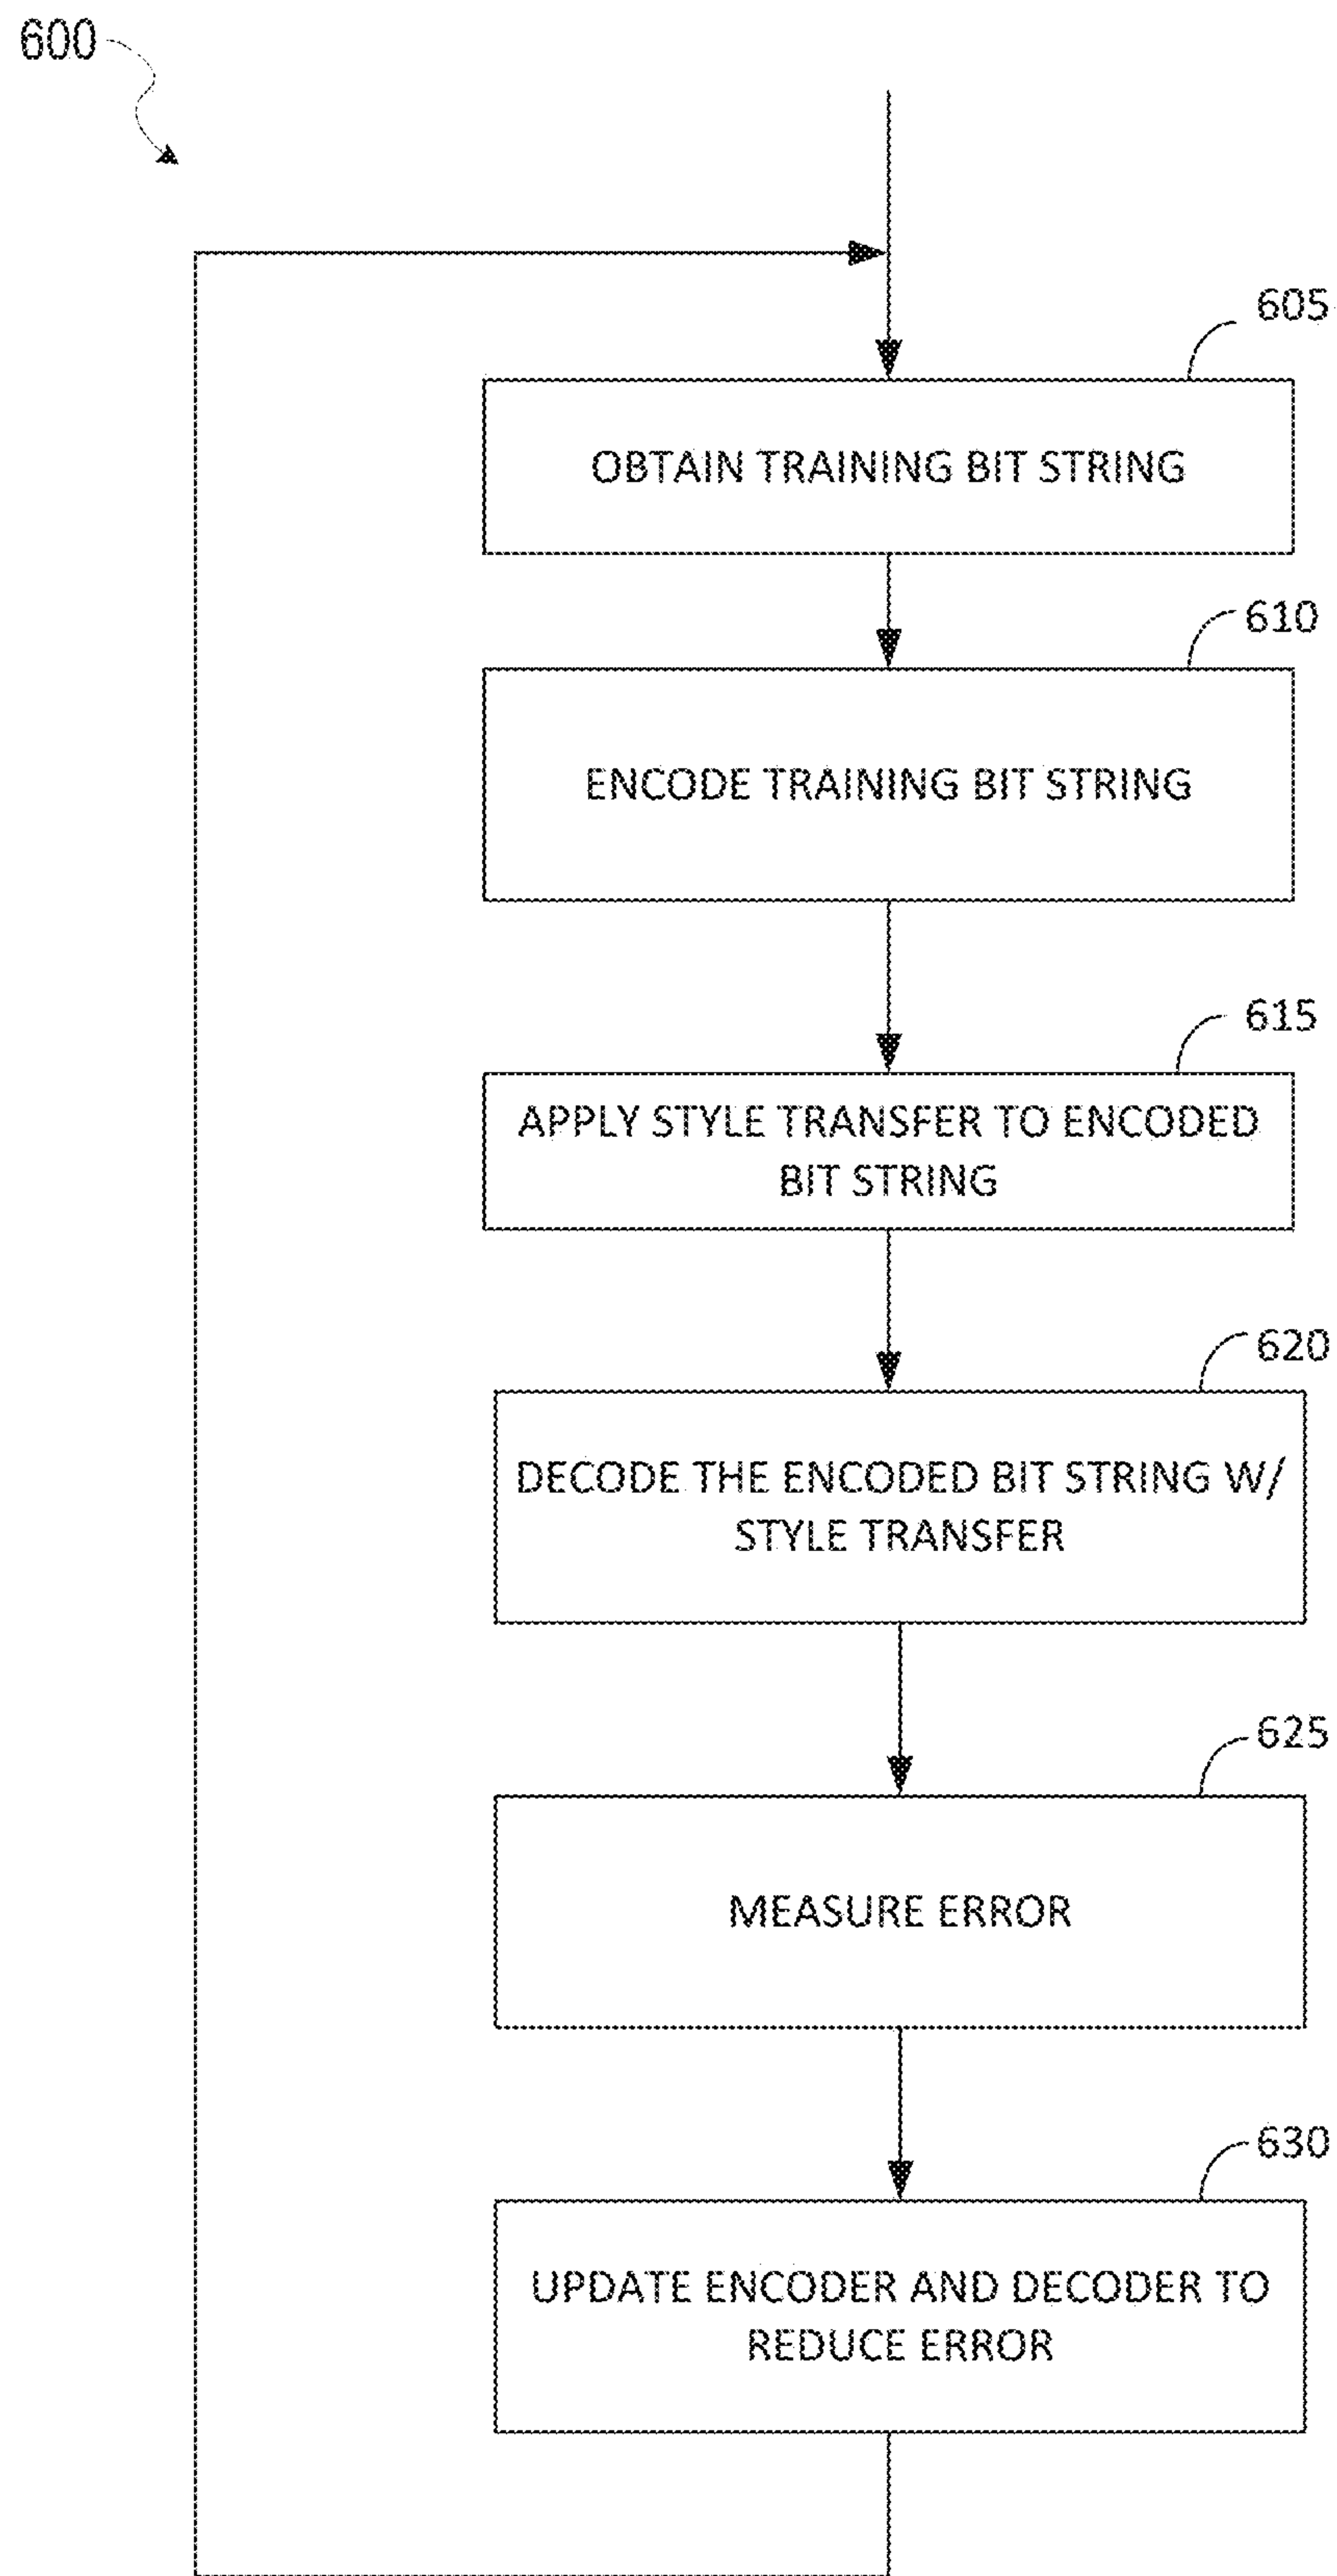 600
605
OBTAIN TRAINING BIT STRING
610
ENCODE TRAINING BIT STRING
615
APPLY STYLE TRANSFER TO ENCODED
BIT STRING
620
DECODE THE ENCODED BIT STRING W/
STYLE TRANSFER
625
MEASURE ERROR
630
UPDATE ENCODER AND DECODER TO
REDUCE ERROR